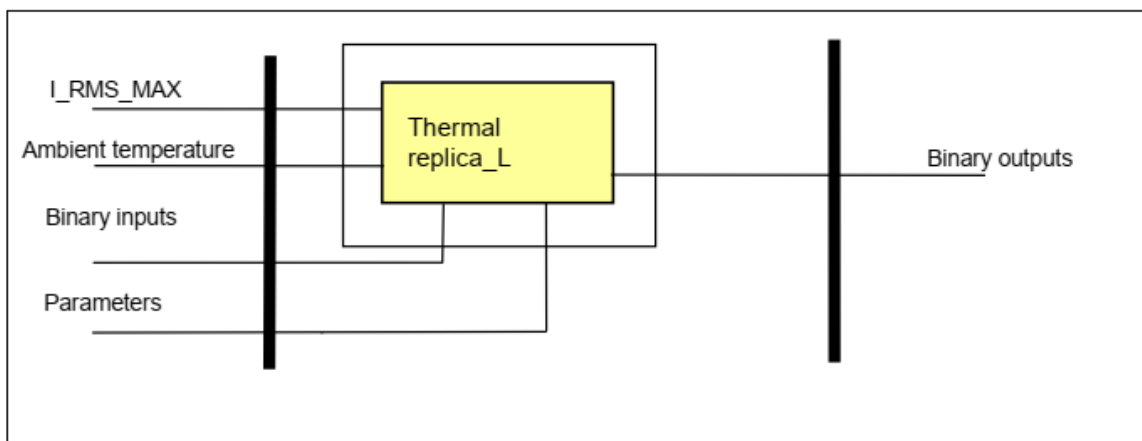 I_RMS_MAX
Ambient temperature
Binary inputs
Parameters
Thermal
replica_L
Binary outputs